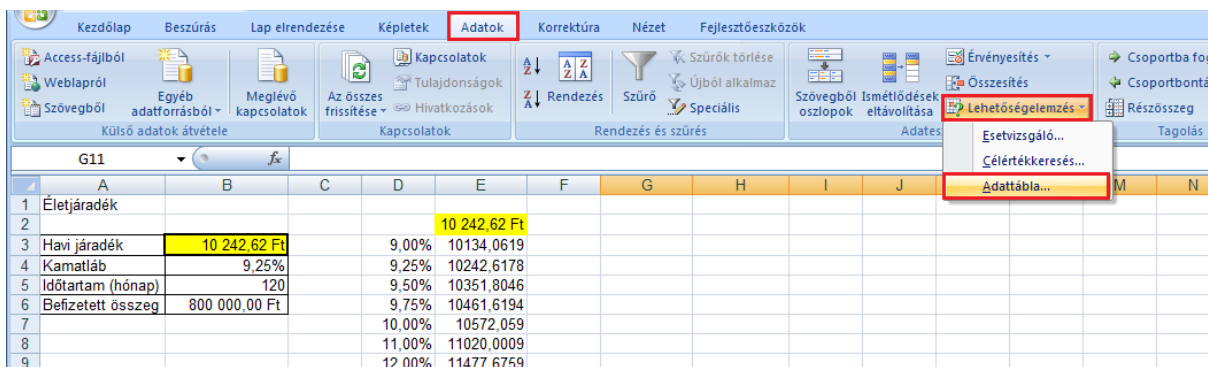 Kezdőlap Beszúrás Lap elrendezése Képletek Adatok Korrektúra Nézet Fejlesztőeszközök
Access-fájlból
Weblapról
Szövegből
Egyéb adatforrásból
Meglévő kapcsolatok
Külső adatok átvétele
Az összes frissítése
Kapcsolatok
Tulajdonságok
Hivatkozások
Kapcsolatok
Rendezés
Szűrő
Szűrők törlése
Újból alkalmaz
Speciális
Rendezés és szűrés
Szövegből oszlopok
Ismétlődések eltávolítása
Érvényesítés
Összesítés
Lehetőségelemzés
Adates
Csoportba fog
Csoportbontá
Részösszeg
Tagolás
Esetvizsgáló...
Célértékkeresés...
Adattábla...
G11 fx
A B C D E F G H I J M N
1 Életjáradék
2 10 242,62 Ft
3 Havi járadék 10 242,62 Ft 9,00% 10134,0619
4 Kamatláb 9,25% 9,25% 10242,6178
5 Időtartam (hónap) 120 9,50% 10351,8046
6 Befizetett összeg 800 000,00 Ft 9,75% 10461,6194
7 10,00% 10572,059
8 11,00% 11020,0009
9 12,00% 11477,6759